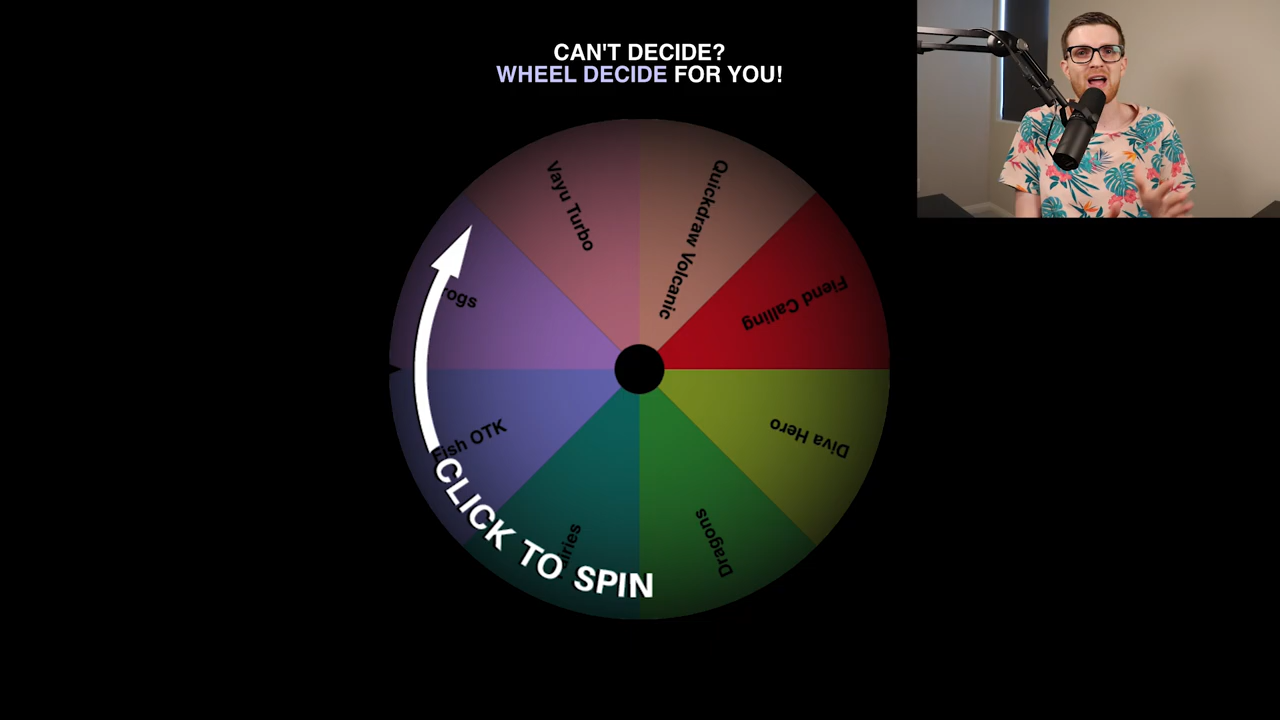 CAN'T DECIDE?
WHEEL DECIDE FOR YOU!
Vayu Turbo
Quickdraw Volcanic
Fiend Calling
Diva Hero
Dragons
Fish OTK
CLICK TO SPIN